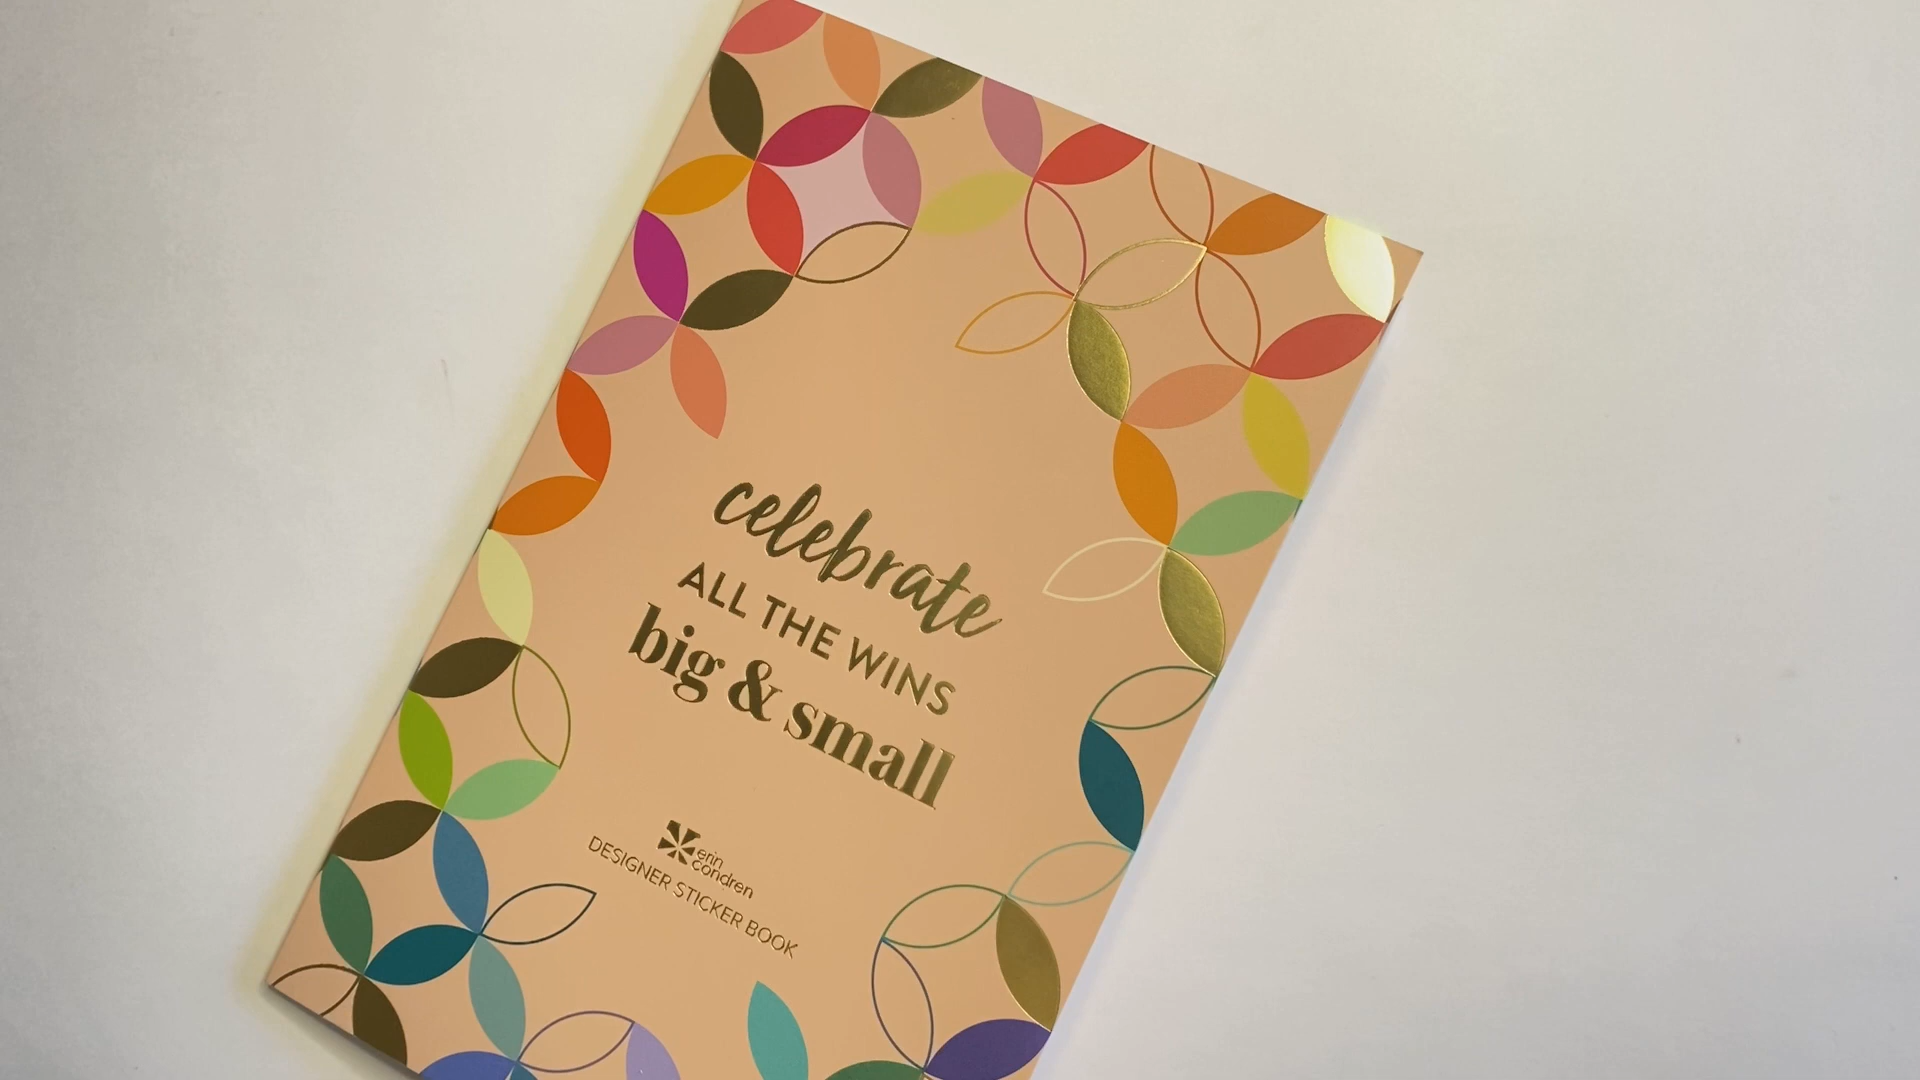 celebrate
ALL THE WINS
big & small
erin
condren
DESIGNER STICKER BOOK